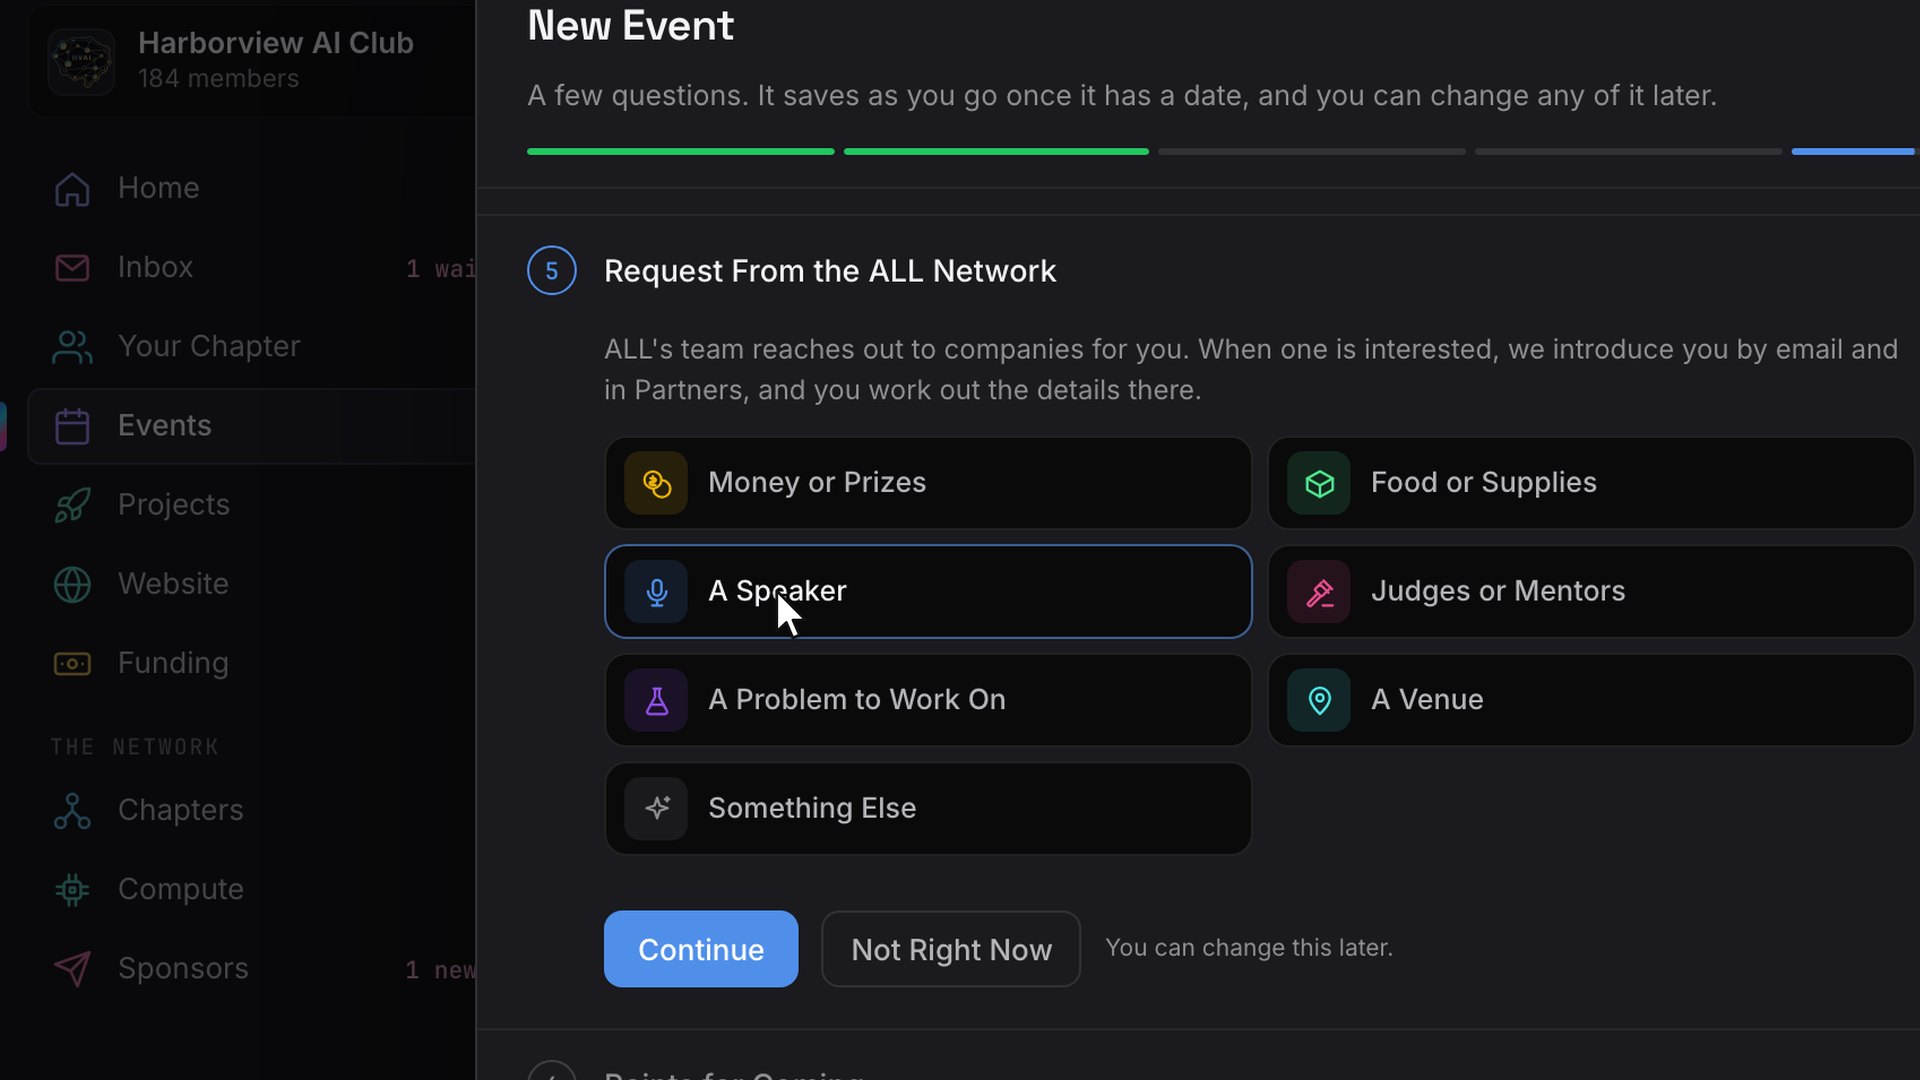 Harborview AI Club
184 members
Home
Inbox
1 wai
Your Chapter
Events
Projects
Website
Funding
THE NETWORK
Chapters
Compute
Sponsors
1 new
New Event
A few questions. It saves as you go once it has a date, and you can change any of it later.
5
Request From the ALL Network
ALL's team reaches out to companies for you. When one is interested, we introduce you by email and
in Partners, and you work out the details there.
Money or Prizes
Food or Supplies
A Speaker
Judges or Mentors
A Problem to Work On
A Venue
Something Else
Continue
Not Right Now
You can change this later.